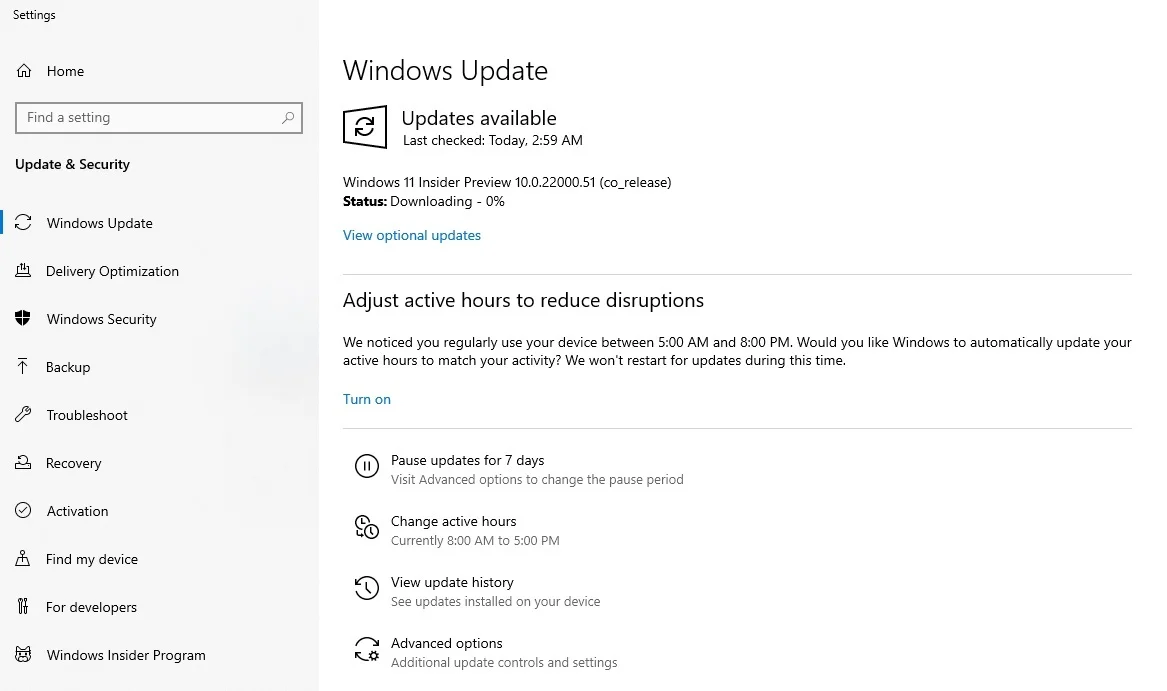 Settings
Home
Find a setting
Update & Security
Windows Update
Delivery Optimization
Windows Security
Backup
Troubleshoot
Recovery
Activation
Find my device
For developers
Windows Insider Program
Windows Update
Updates available
Last checked: Today, 2:59 AM
Windows 11 Insider Preview 10.0.22000.51 (co_release)
Status: Downloading - 0%
View optional updates
Adjust active hours to reduce disruptions
We noticed you regularly use your device between 5:00 AM and 8:00 PM. Would you like Windows to automatically update your
active hours to match your activity? We won't restart for updates during this time.
Turn on
Pause updates for 7 days
Visit Advanced options to change the pause period
Change active hours
Currently 8:00 AM to 5:00 PM
View update history
See updates installed on your device
Advanced options
Additional update controls and settings